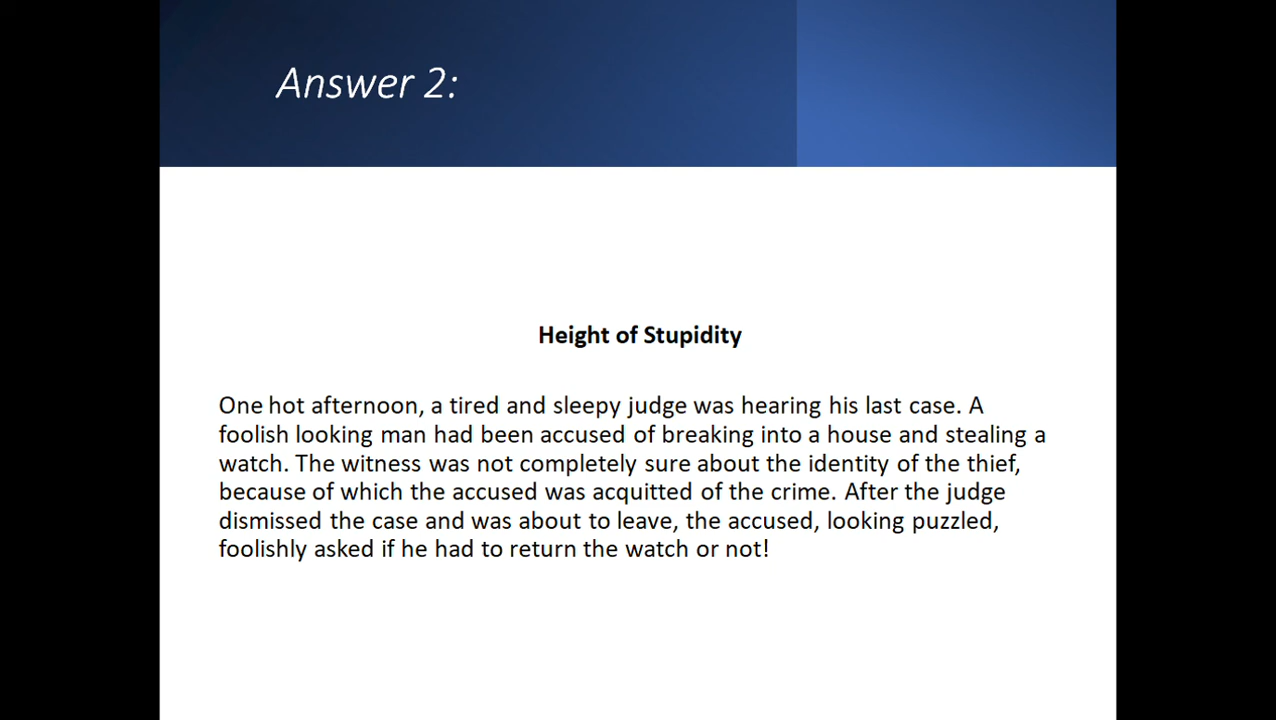 Answer 2:
Height of Stupidity
One hot afternoon, a tired and sleepy judge was hearing his last case. A
foolish looking man had been accused of breaking into a house and stealing a
watch. The witness was not completely sure about the identity of the thief,
because of which the accused was acquitted of the crime. After the judge
dismissed the case and was about to leave, the accused, looking puzzled,
foolishly asked if he had to return the watch or not!